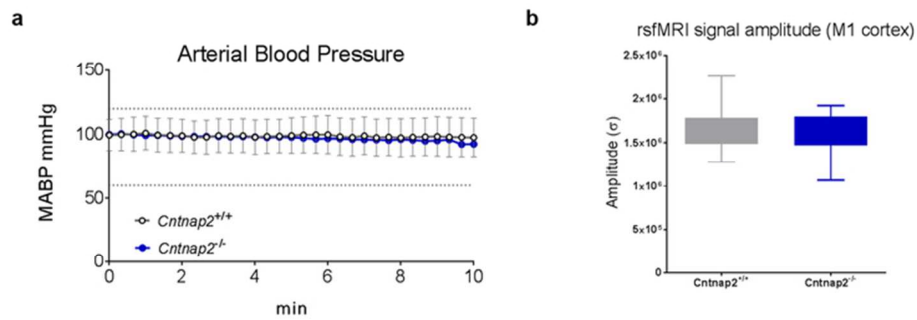 a
Arterial Blood Pressure
MABP mmHg
150
100
50
0
Cntnap2+/+
Cntnap2-/-
0 2 4 6 8 10
min
b
rsfMRI signal amplitude (M1 cortex)
Amplitude (σ)
2.5x10⁶
2x10⁶
1.5x10⁶
1x10⁶
5x10⁵
0
Cntnap2+/+ Cntnap2-/-